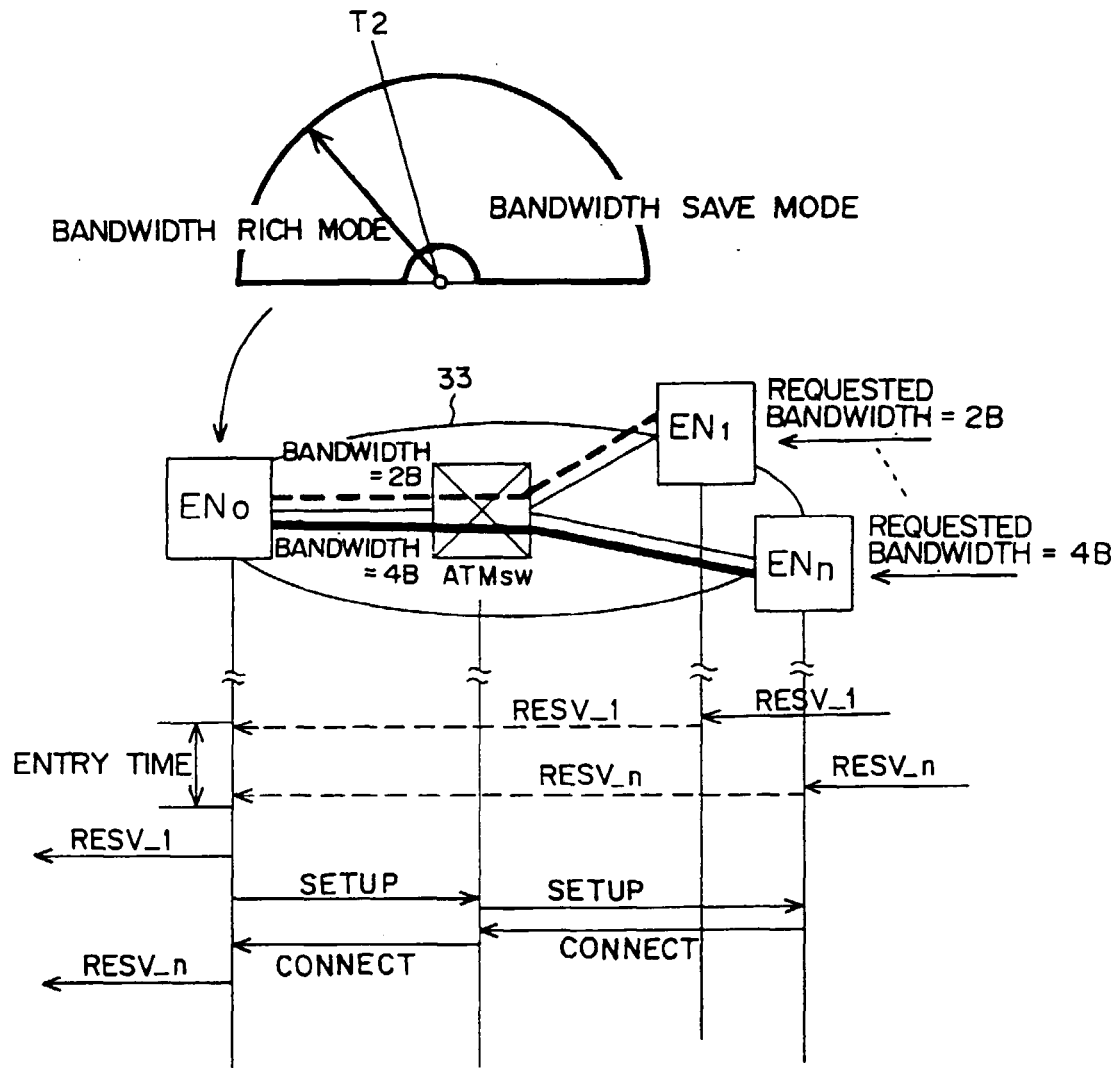 T2
BANDWIDTH RICH MODE
BANDWIDTH SAVE MODE
33
EN1
REQUESTED
BANDWIDTH = 2B
BANDWIDTH
= 2B
EN0
REQUESTED
BANDWIDTH = 4B
BANDWIDTH
= 4B
ATMSW
ENn
RESV_1
RESV_1
ENTRY TIME
RESV_n
RESV_n
RESV_1
SETUP
SETUP
CONNECT
CONNECT
RESV_n